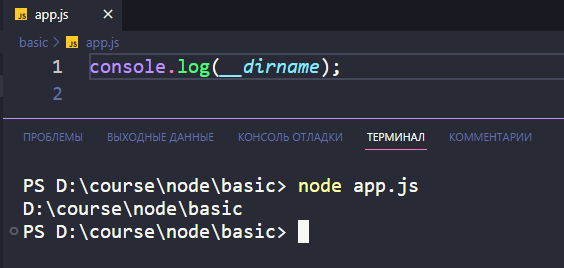 JS app.js ×
basic > JS app.js
1 console.log(__dirname);
2
ПРОБЛЕМЫ ВЫХОДНЫЕ ДАННЫЕ КОНСОЛЬ ОТЛАДКИ ТЕРМИНАЛ КОММЕНТАРИИ
PS D:\course\node\basic> node app.js
D:\course\node\basic
PS D:\course\node\basic>